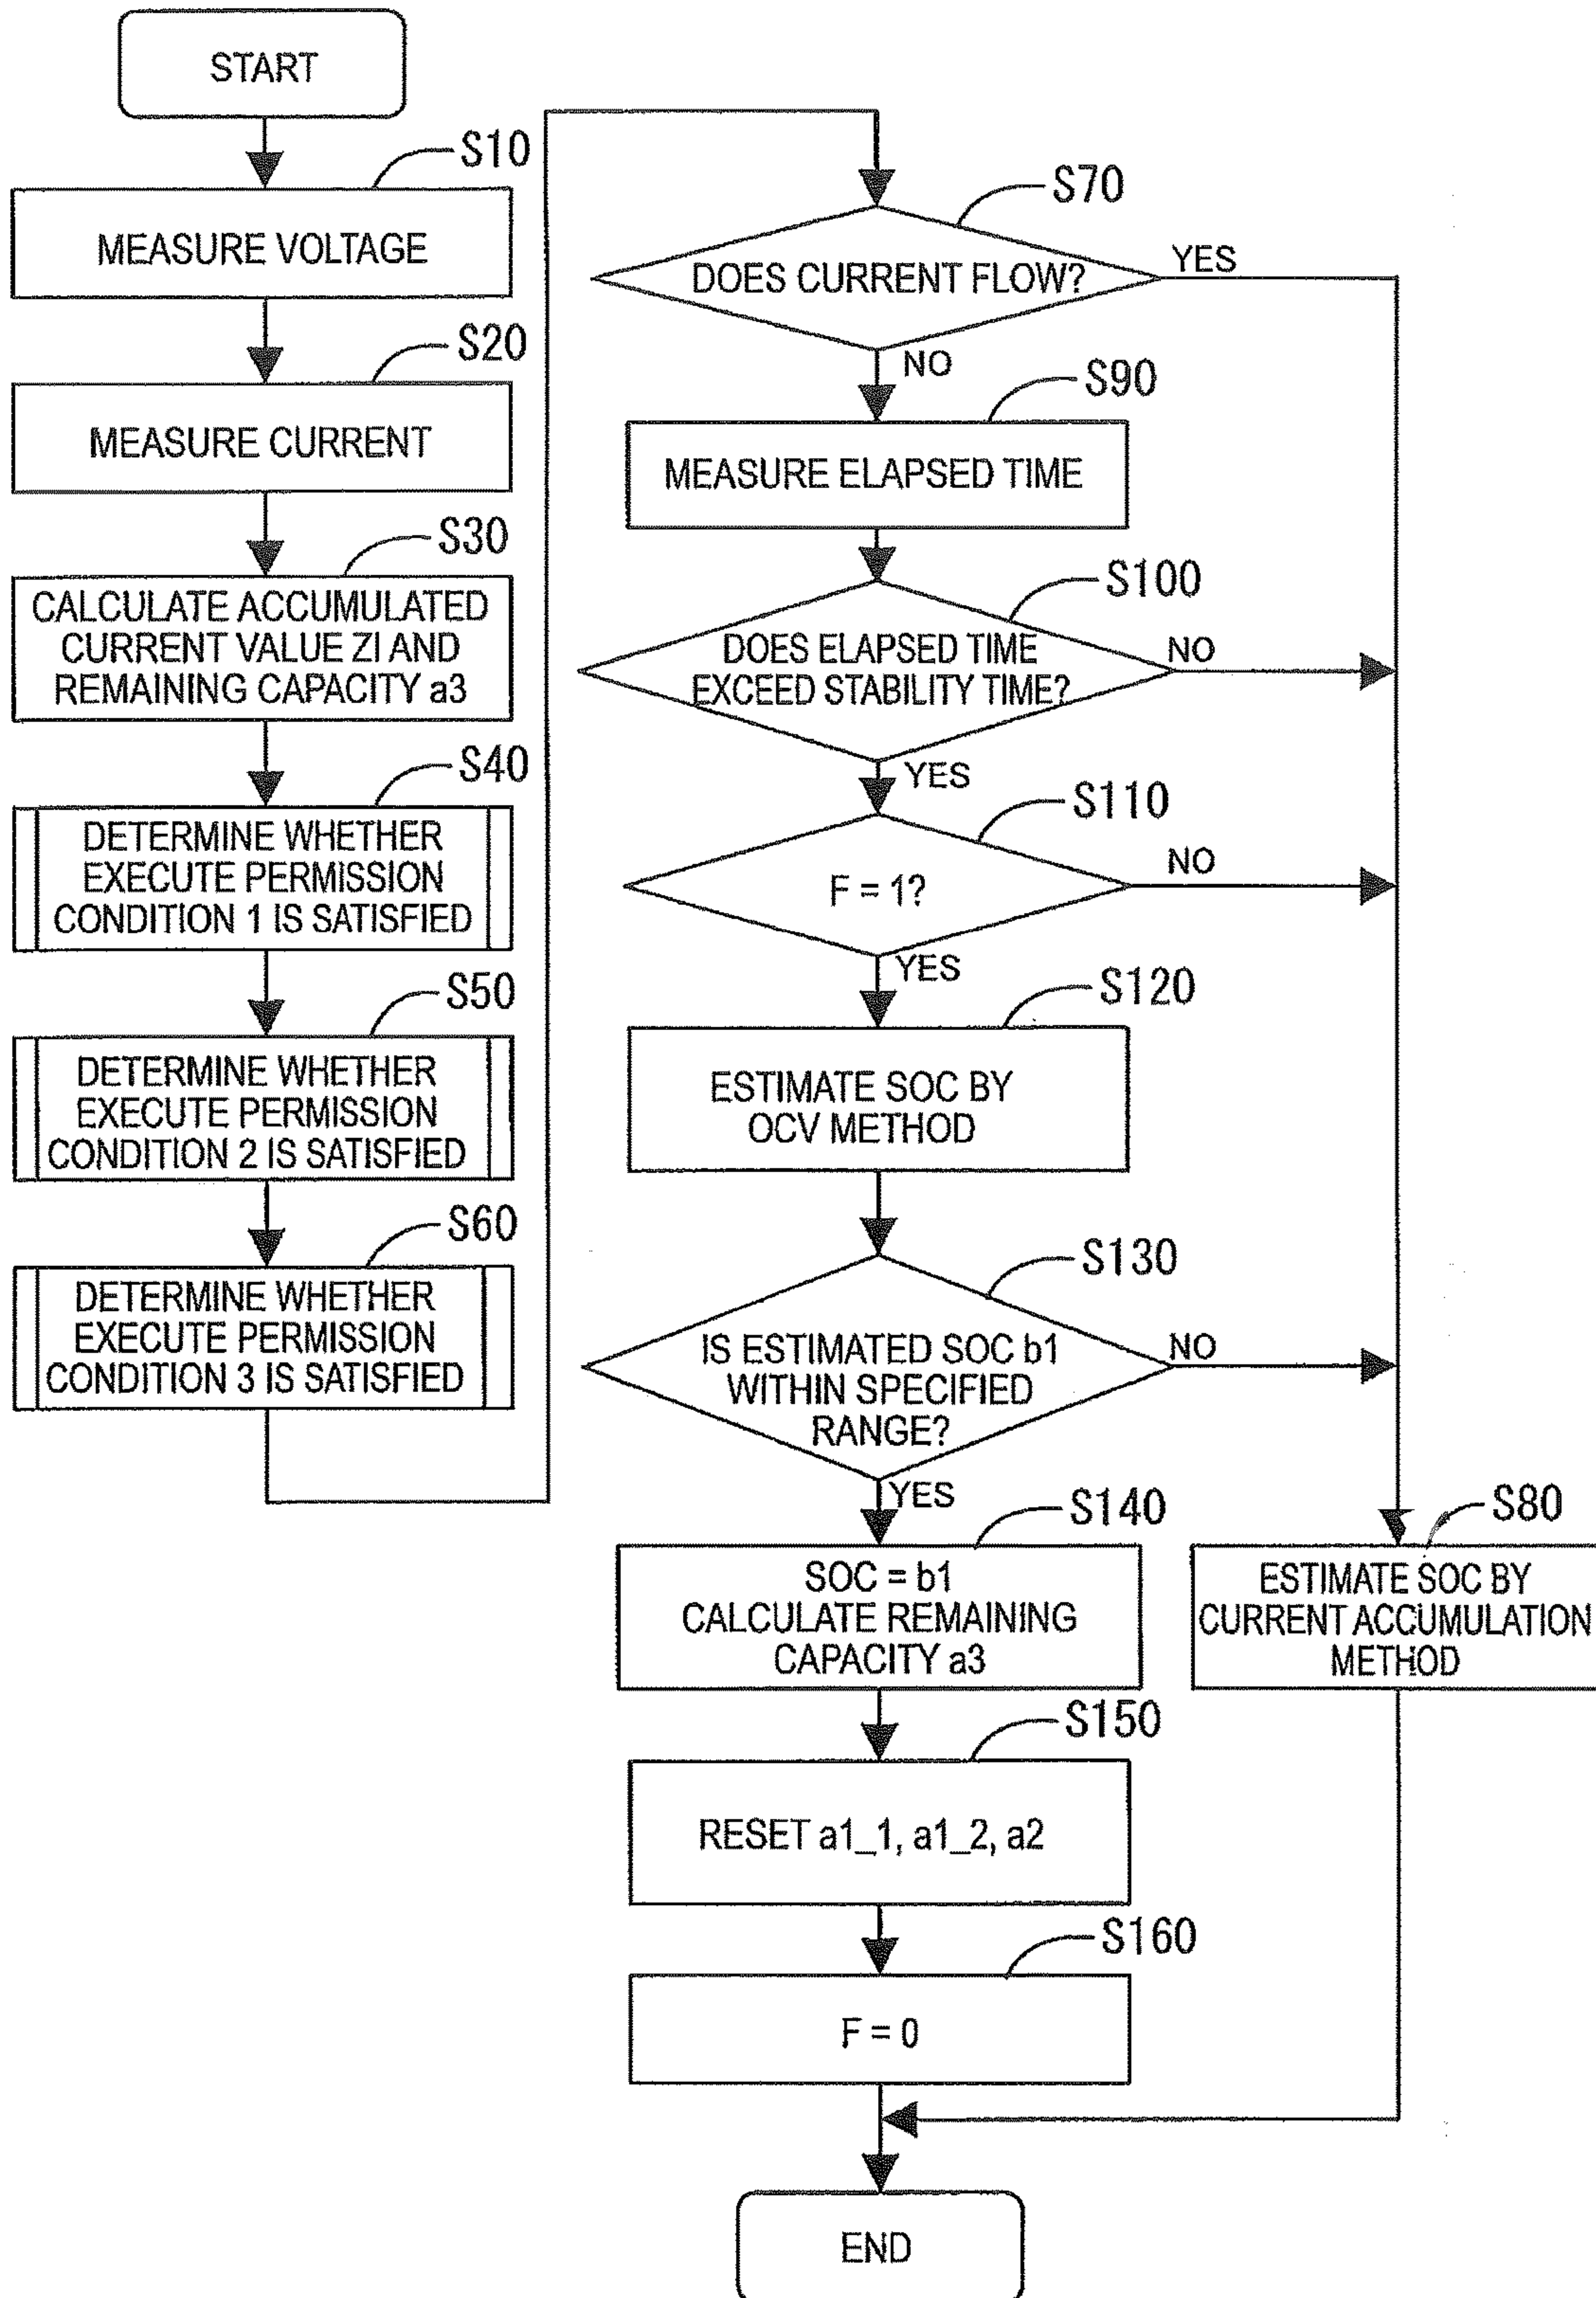 START
S10
MEASURE VOLTAGE
S20
MEASURE CURRENT
S30
CALCULATE ACCUMULATED
CURRENT VALUE ZI AND
REMAINING CAPACITY a3
S40
DETERMINE WHETHER
EXECUTE PERMISSION
CONDITION 1 IS SATISFIED
S50
DETERMINE WHETHER
EXECUTE PERMISSION
CONDITION 2 IS SATISFIED
S60
DETERMINE WHETHER
EXECUTE PERMISSION
CONDITION 3 IS SATISFIED
S70
DOES CURRENT FLOW?
YES
NO
S90
MEASURE ELAPSED TIME
S100
DOES ELAPSED TIME
EXCEED STABILITY TIME?
NO
YES
S110
F = 1?
NO
YES
S120
ESTIMATE SOC BY
OCV METHOD
S130
IS ESTIMATED SOC b1
WITHIN SPECIFIED
RANGE?
NO
YES
S140
SOC = b1
CALCULATE REMAINING
CAPACITY a3
S80
ESTIMATE SOC BY
CURRENT ACCUMULATION
METHOD
S150
RESET a1_1, a1_2, a2
S160
F = 0
END